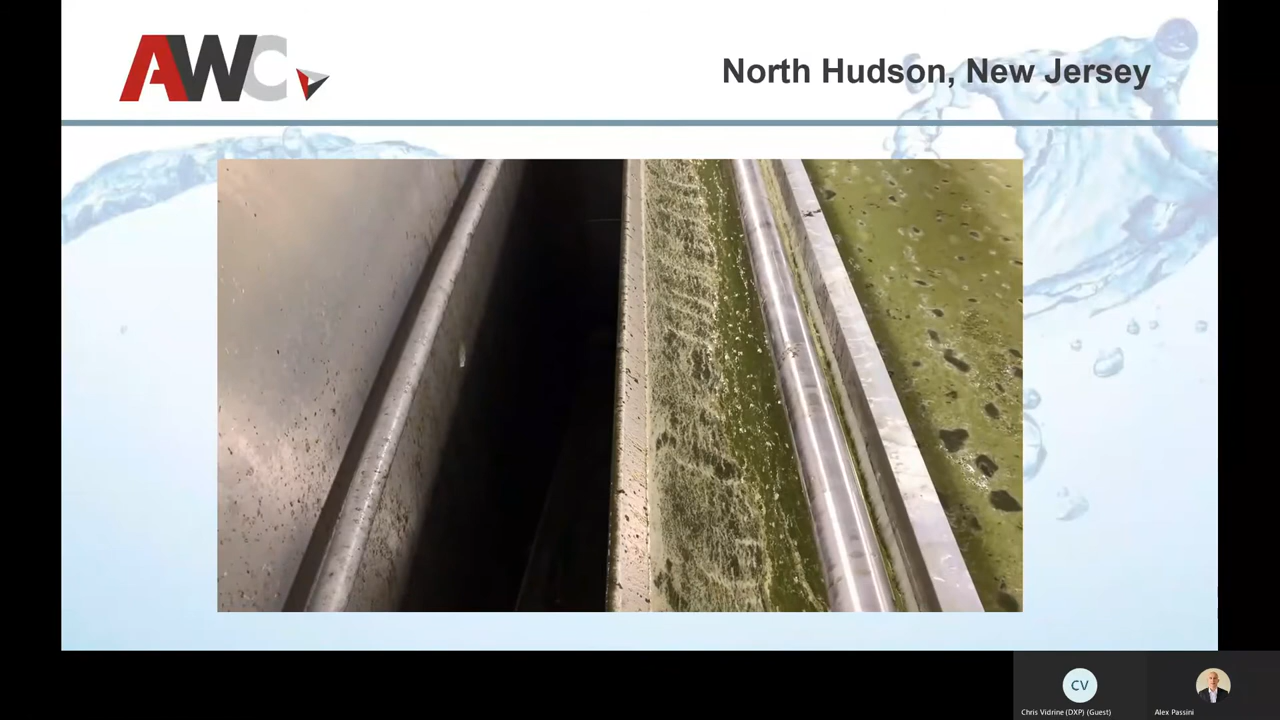 AWC
North Hudson, New Jersey
CV
Chris Vidrine (DXP) (Guest)
Alex Passini